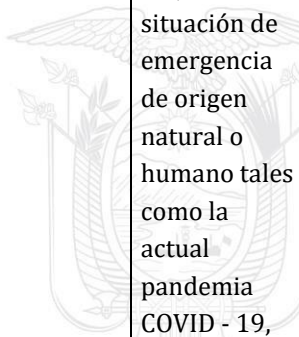 situación de
emergencia
de origen
natural o
humano tales
como la
actual
pandemia
COVID - 19,